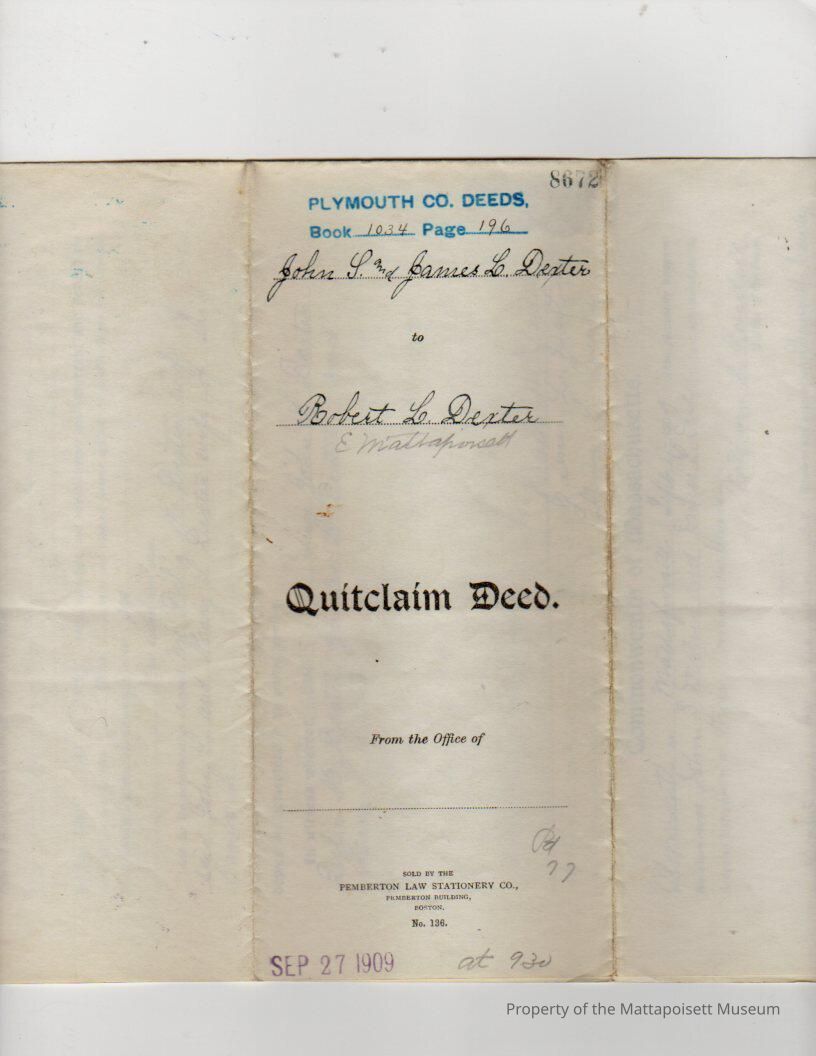 8672
PLYMOUTH CO. DEEDS,
Book 1034 Page 196
John S. and James L. Dexter
to
Robert L. Dexter
E Mattapoisett
Quitclaim Deed.
From the Office of
Pd
77
SOLD BY THE
PEMBERTON LAW STATIONERY CO.,
PEMBERTON BUILDING,
BOSTON.
No. 136.
SEP 27 1909 at 930
Property of the Mattapoisett Museum